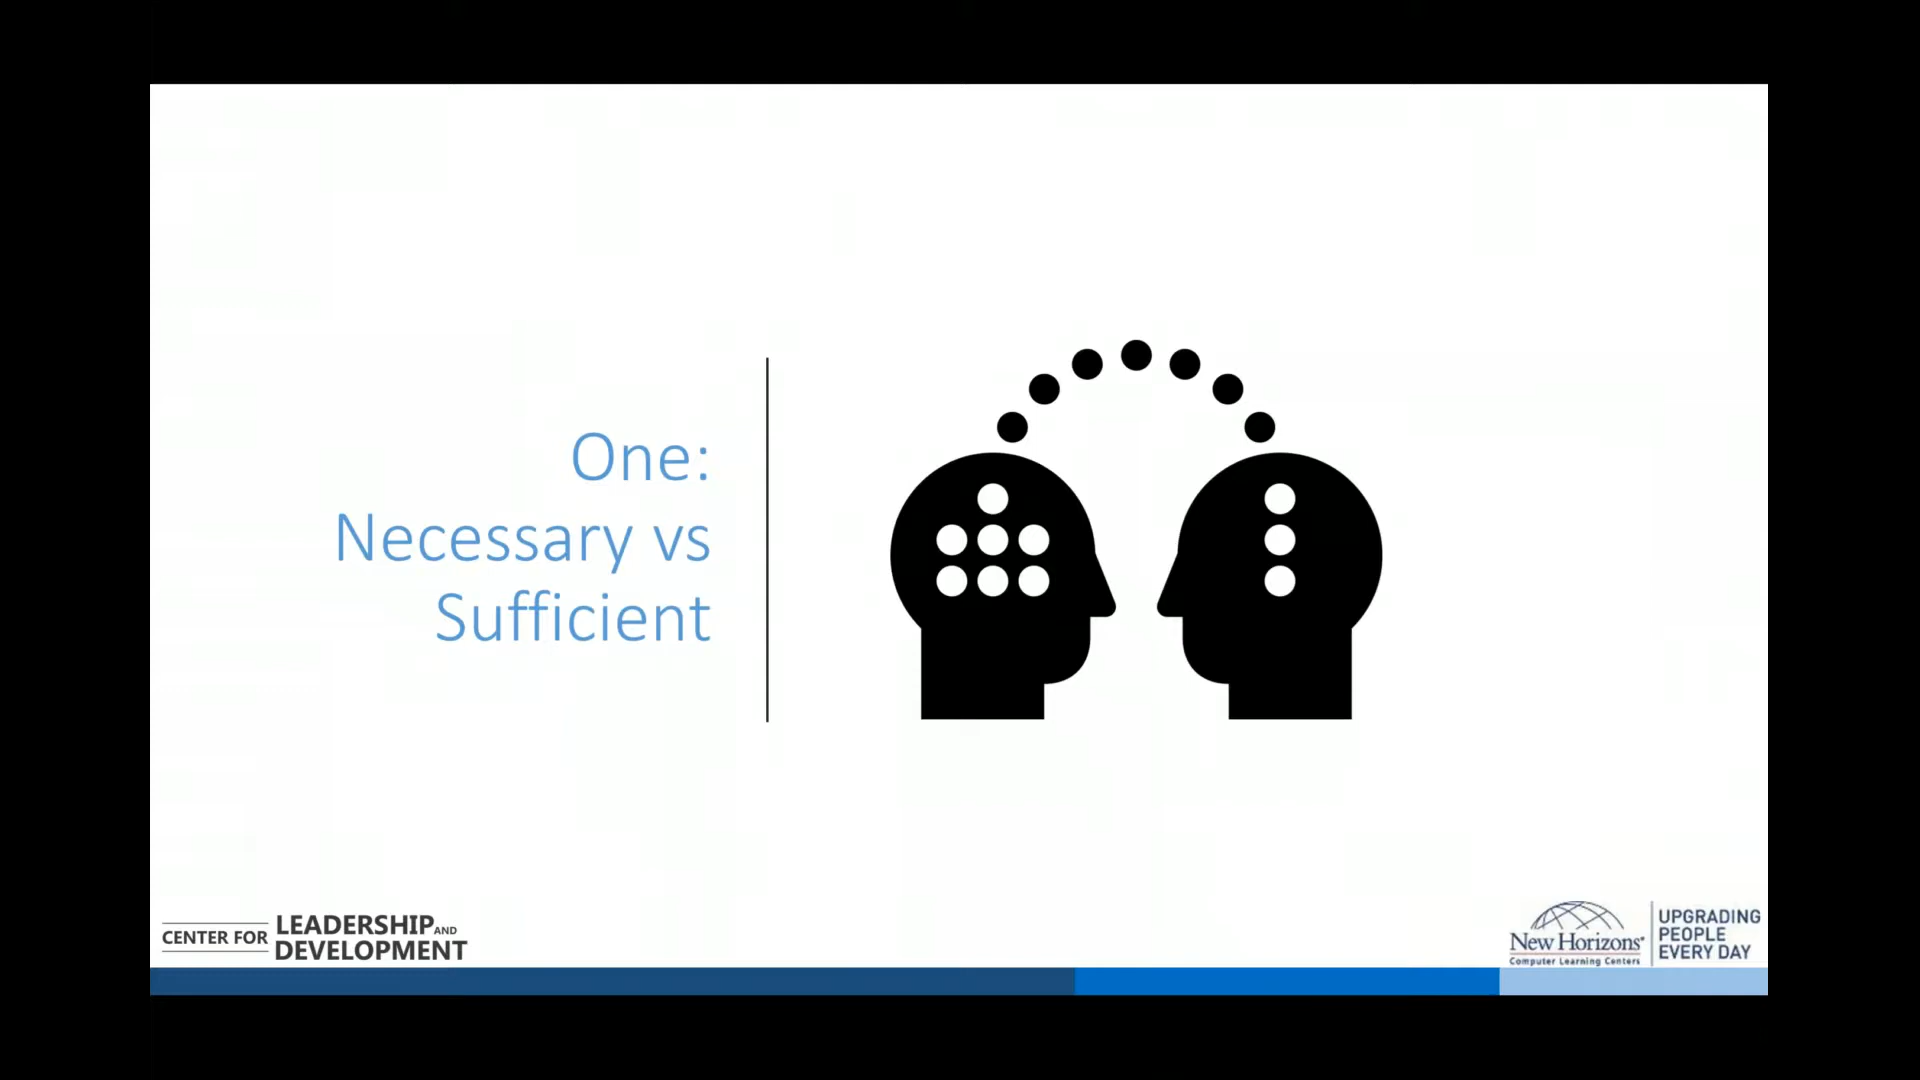 One:
Necessary vs
Sufficient
CENTER FOR
LEADERSHIP AND
DEVELOPMENT
New Horizons®
Computer Learning Centers
UPGRADING
PEOPLE
EVERY DAY